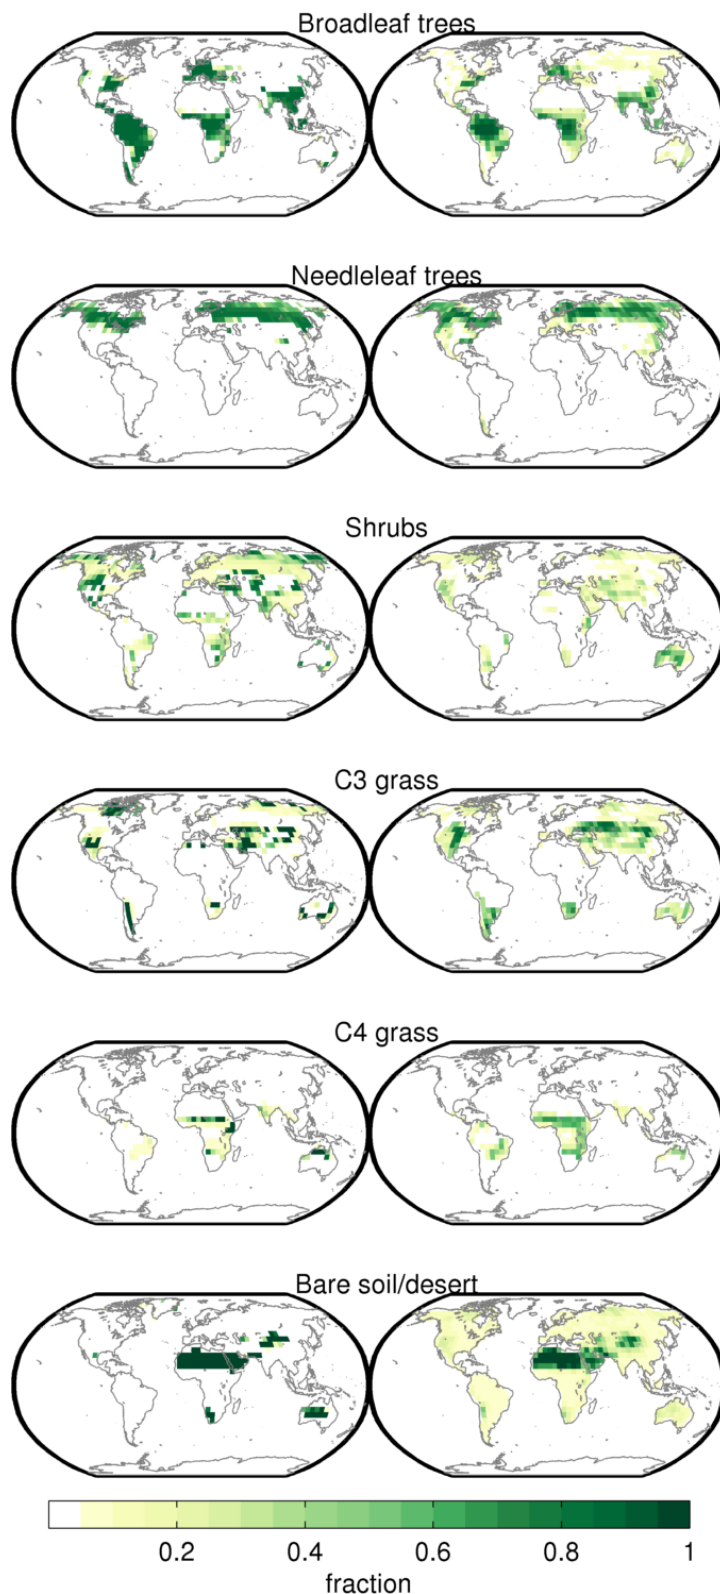 Broadleaf trees
Needleleaf trees
Shrubs
C3 grass
C4 grass
Bare soil/desert
0.2 0.4 0.6 0.8 1
fraction